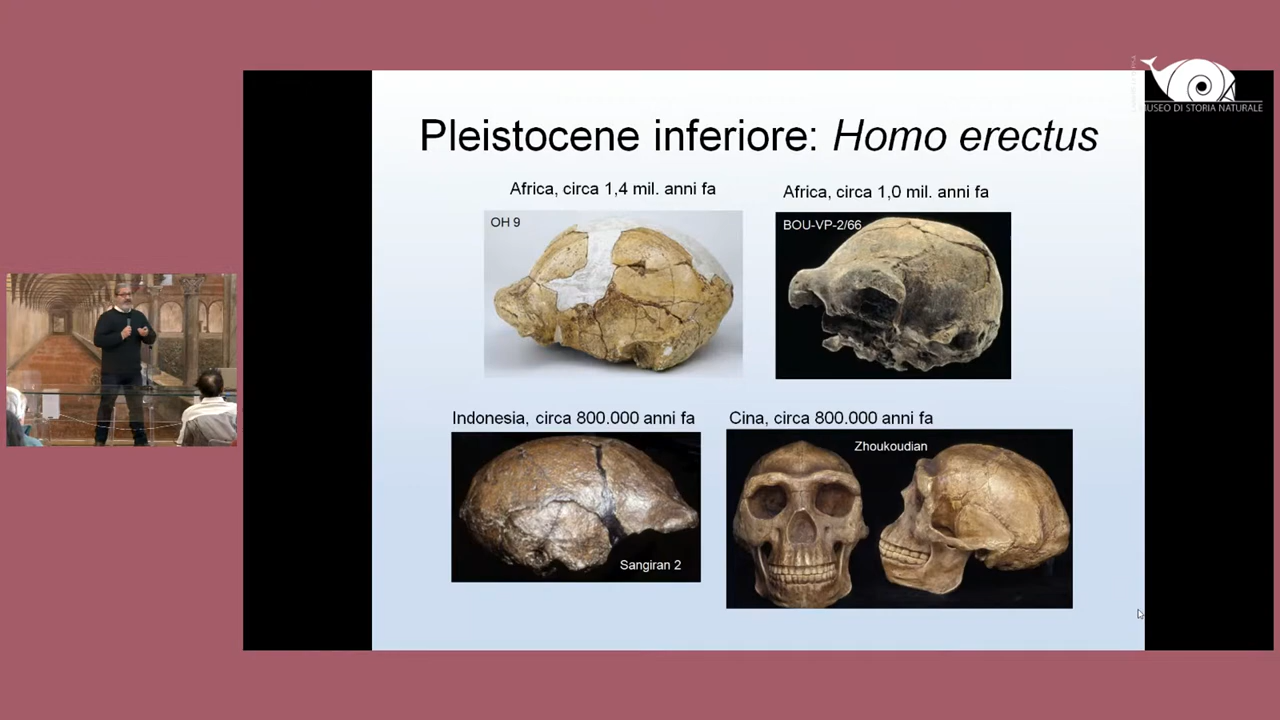 MUSEO DI STORIA NATURALE
Pleistocene inferiore: Homo erectus
Africa, circa 1,4 mil. anni fa
Africa, circa 1,0 mil. anni fa
OH 9
BOU-VP-2/66
Indonesia, circa 800.000 anni fa
Cina, circa 800.000 anni fa
Zhoukoudian
Sangiran 2